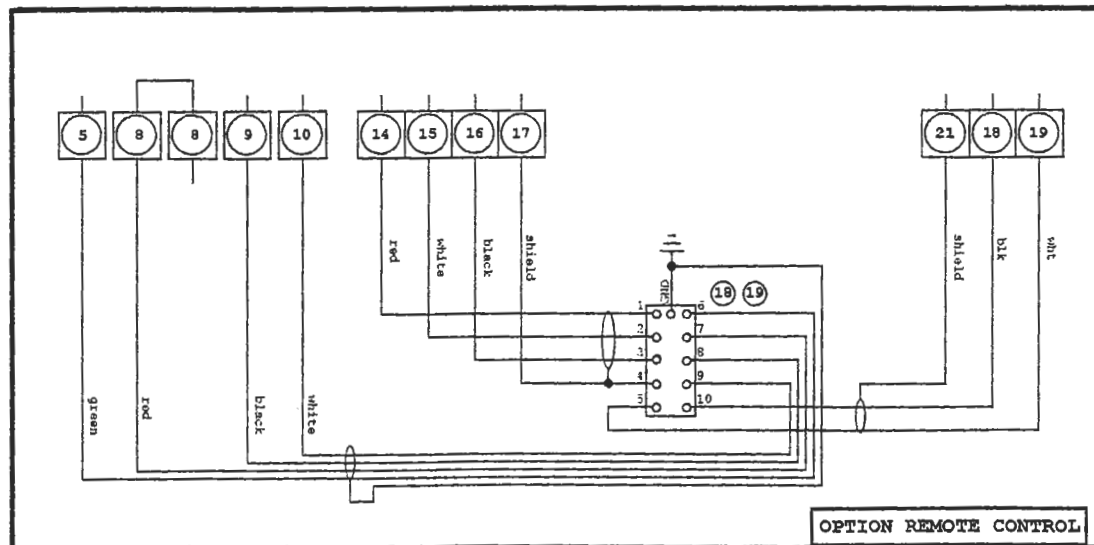 5 8 8 9 10 14 15 16 17 21 18 19
red white black shield shield blk wht
GND 18 19
1 6
2 7
3 8
4 9
5 10
green red black white
OPTION REMOTE CONTROL